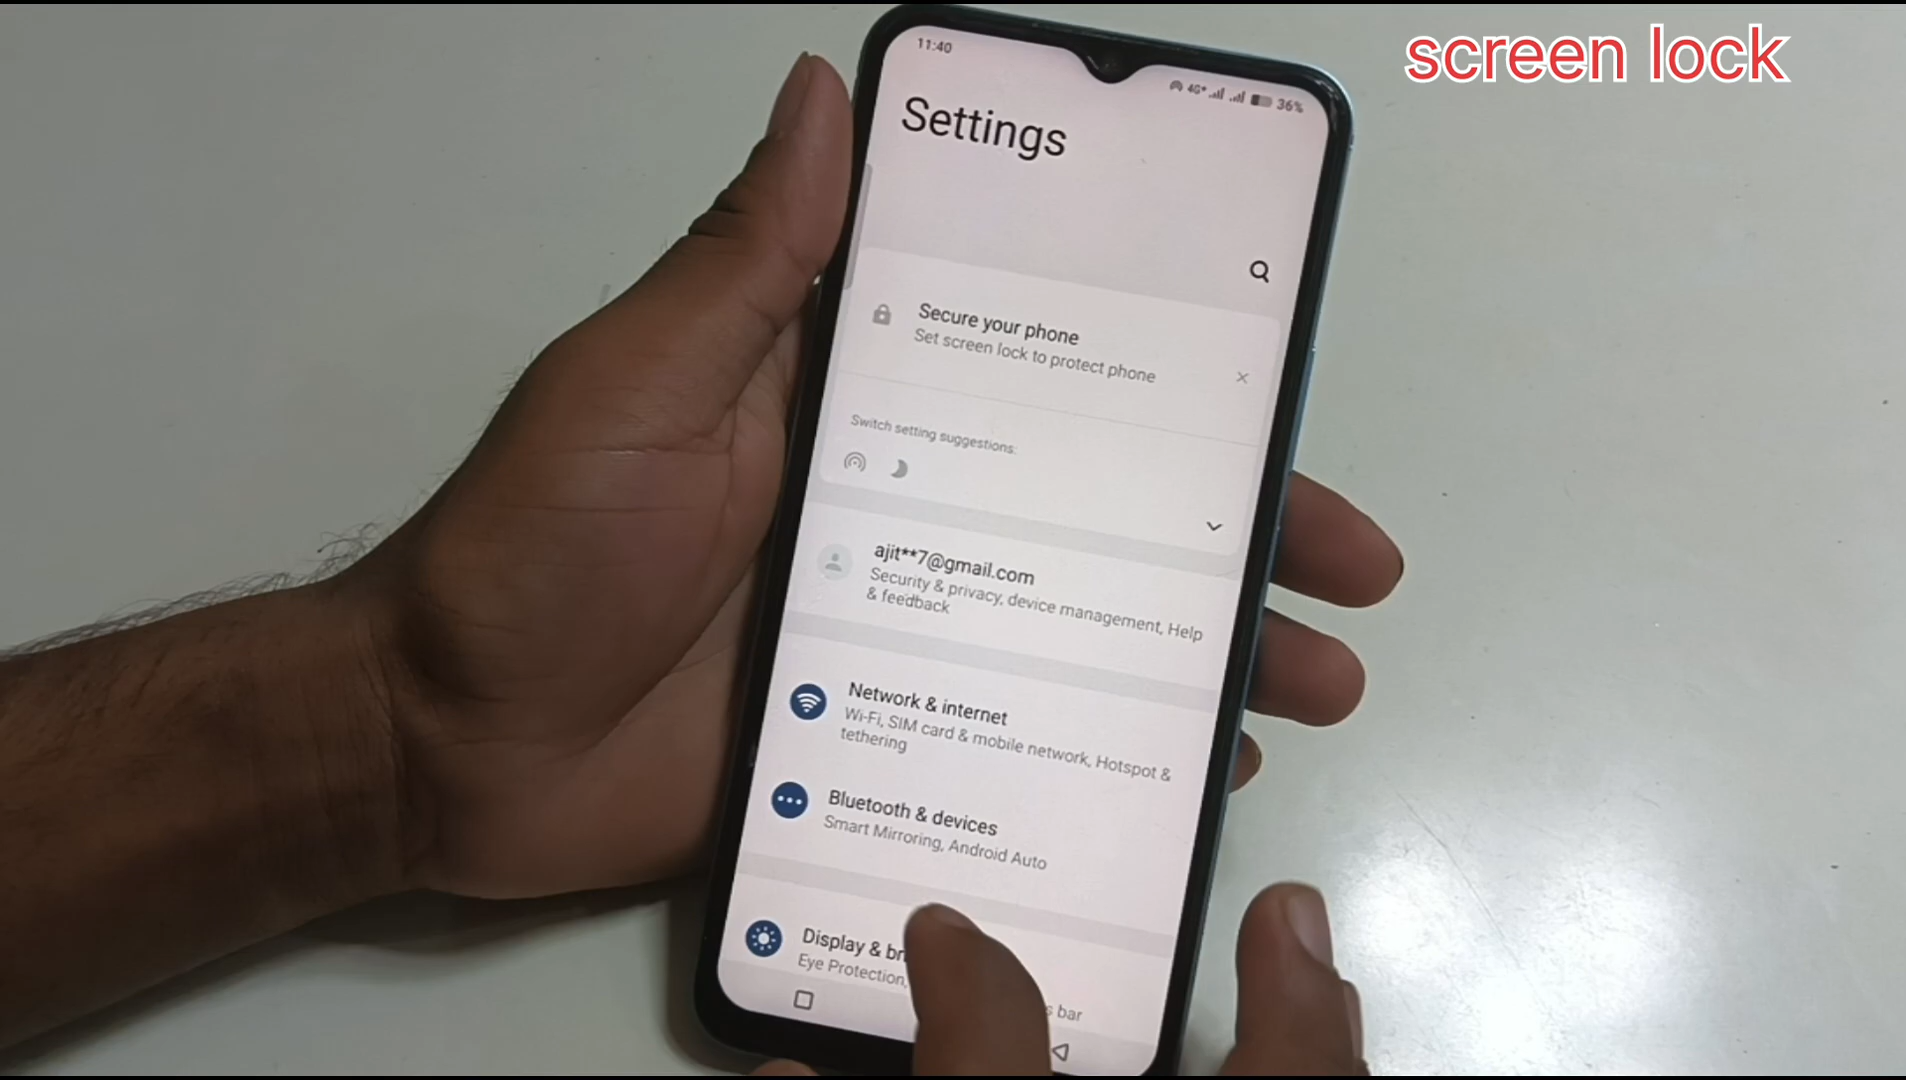 screen lock
11:40
4G+ 36%
Settings
Secure your phone
Set screen lock to protect phone
Switch setting suggestions:
ajit**7@gmail.com
Security & privacy, device management, Help
& feedback
Network & internet
Wi-Fi, SIM card & mobile network, Hotspot &
tethering
Bluetooth & devices
Smart Mirroring, Android Auto
Display & br
Eye Protection, s bar